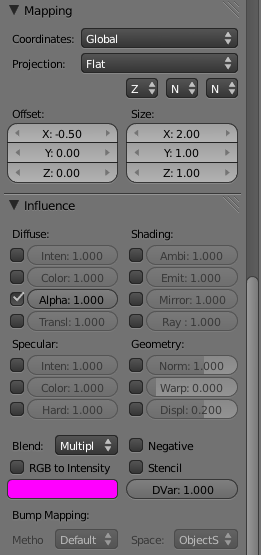 Mapping
Coordinates: Global
Projection: Flat
Z N N
Offset: Size:
X: -0.50 X: 2.00
Y: 0.00 Y: 1.00
Z: 0.00 Z: 1.00
Influence
Diffuse: Shading:
Inten: 1.000 Ambi: 1.000
Color: 1.000 Emit: 1.000
Alpha: 1.000 Mirror: 1.000
Transl: 1.000 Ray : 1.000
Specular: Geometry:
Inten: 1.000 Norm: 1.000
Color: 1.000 Warp: 0.000
Hard: 1.000 Displ: 0.200
Blend: Multipl Negative
RGB to Intensity Stencil
DVar: 1.000
Bump Mapping:
Metho Default Space: ObjectS